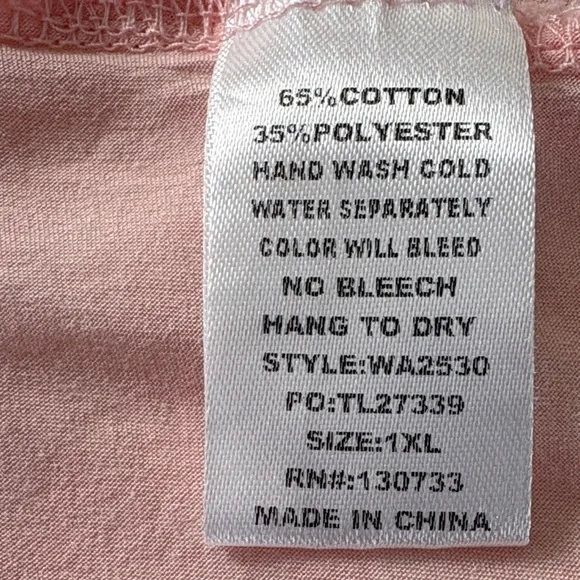 65%COTTON
35%POLYESTER
HAND WASH COLD
WATER SEPARATELY
COLOR WILL BLEED
NO BLEECH
HANG TO DRY
STYLE:WA2530
PO:TL27339
SIZE:1XL
RN#:130733
MADE IN CHINA